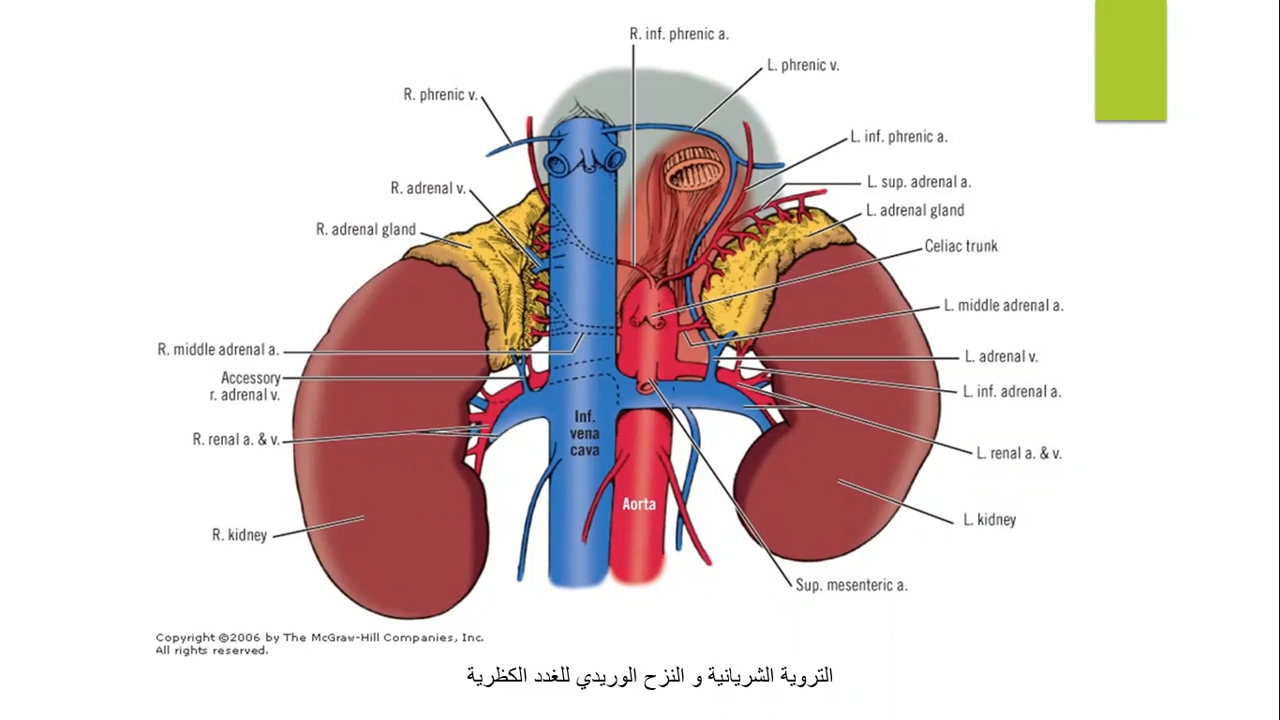 R. inf. phrenic a.
L. phrenic v.
R. phrenic v.
L. inf. phrenic a.
R. adrenal v.
L. sup. adrenal a.
L. adrenal gland
R. adrenal gland
Celiac trunk
L. middle adrenal a.
R. middle adrenal a.
L. adrenal v.
Accessory
r. adrenal v.
L. inf. adrenal a.
Inf.
vena
cava
R. renal a. & v.
L. renal a. & v.
Aorta
L. kidney
R. kidney
Sup. mesenteric a.
Copyright ©2006 by The McGraw-Hill Companies, Inc.
All rights reserved.
التروية الشريانية و النزح الوريدي للغدد الكظرية